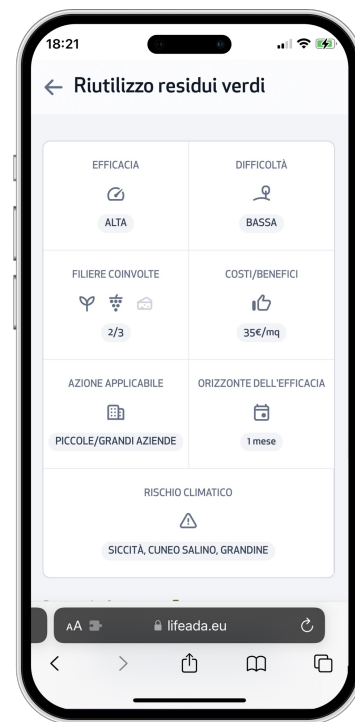 18:21
Riutilizzo residui verdi
EFFICACIA
DIFFICOLTÀ
ALTA
BASSA
FILIERE COINVOLTE
COSTI/BENEFICI
2/3
35€/mq
AZIONE APPLICABILE
ORIZZONTE DELL'EFFICACIA
PICCOLE/GRANDI AZIENDE
1 mese
RISCHIO CLIMATICO
SICCITÀ, CUNEO SALINO, GRANDINE
AA
lifeada.eu